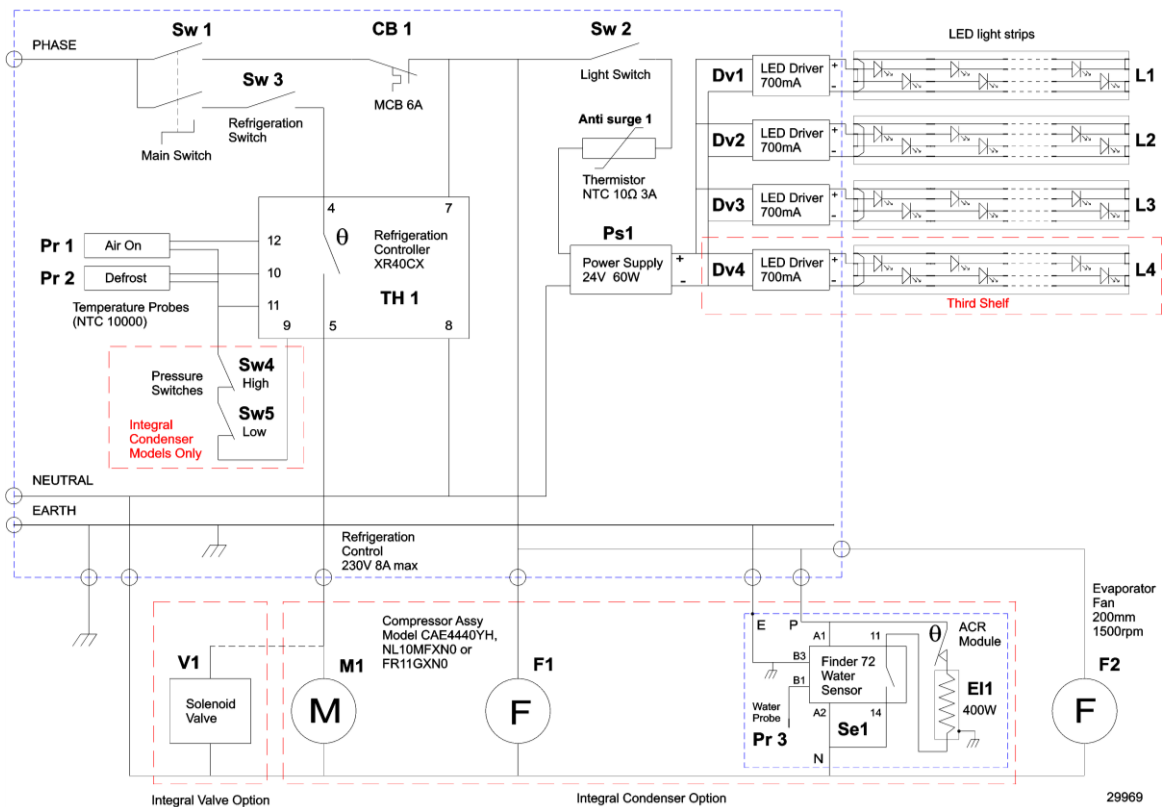 Sw 1
CB 1
Sw 2
LED light strips
PHASE
Sw 3
Light Switch
Dv1
LED Driver
700mA
+
-
L1
MCB 6A
Refrigeration
Switch
Main Switch
Anti surge 1
Dv2
LED Driver
700mA
+
-
L2
Thermistor
NTC 10Ω 3A
Dv3
LED Driver
700mA
+
-
L3
4
7
Pr 1
Air On
12
θ
Refrigeration
Controller
XR40CX
Ps1
Power Supply
24V 60W
+
-
Dv4
LED Driver
700mA
+
-
L4
Pr 2
Defrost
10
TH 1
Third Shelf
Temperature Probes
(NTC 10000)
11
9
5
8
Pressure
Switches
Sw4
High
Sw5
Low
Integral
Condenser
Models Only
NEUTRAL
EARTH
Refrigeration
Control
230V 8A max
Evaporator
Fan
200mm
1500rpm
Compressor Assy
Model CAE4440YH,
NL10MFXN0 or
FR11GXN0
E
P
A1
11
θ
ACR
Module
V1
M1
F1
B3
Finder 72
Water
Sensor
F2
Solenoid
Valve
M
F
B1
El1
400W
F
Water
Probe
Pr 3
A2
Se1
14
N
Integral Valve Option
Integral Condenser Option
29969